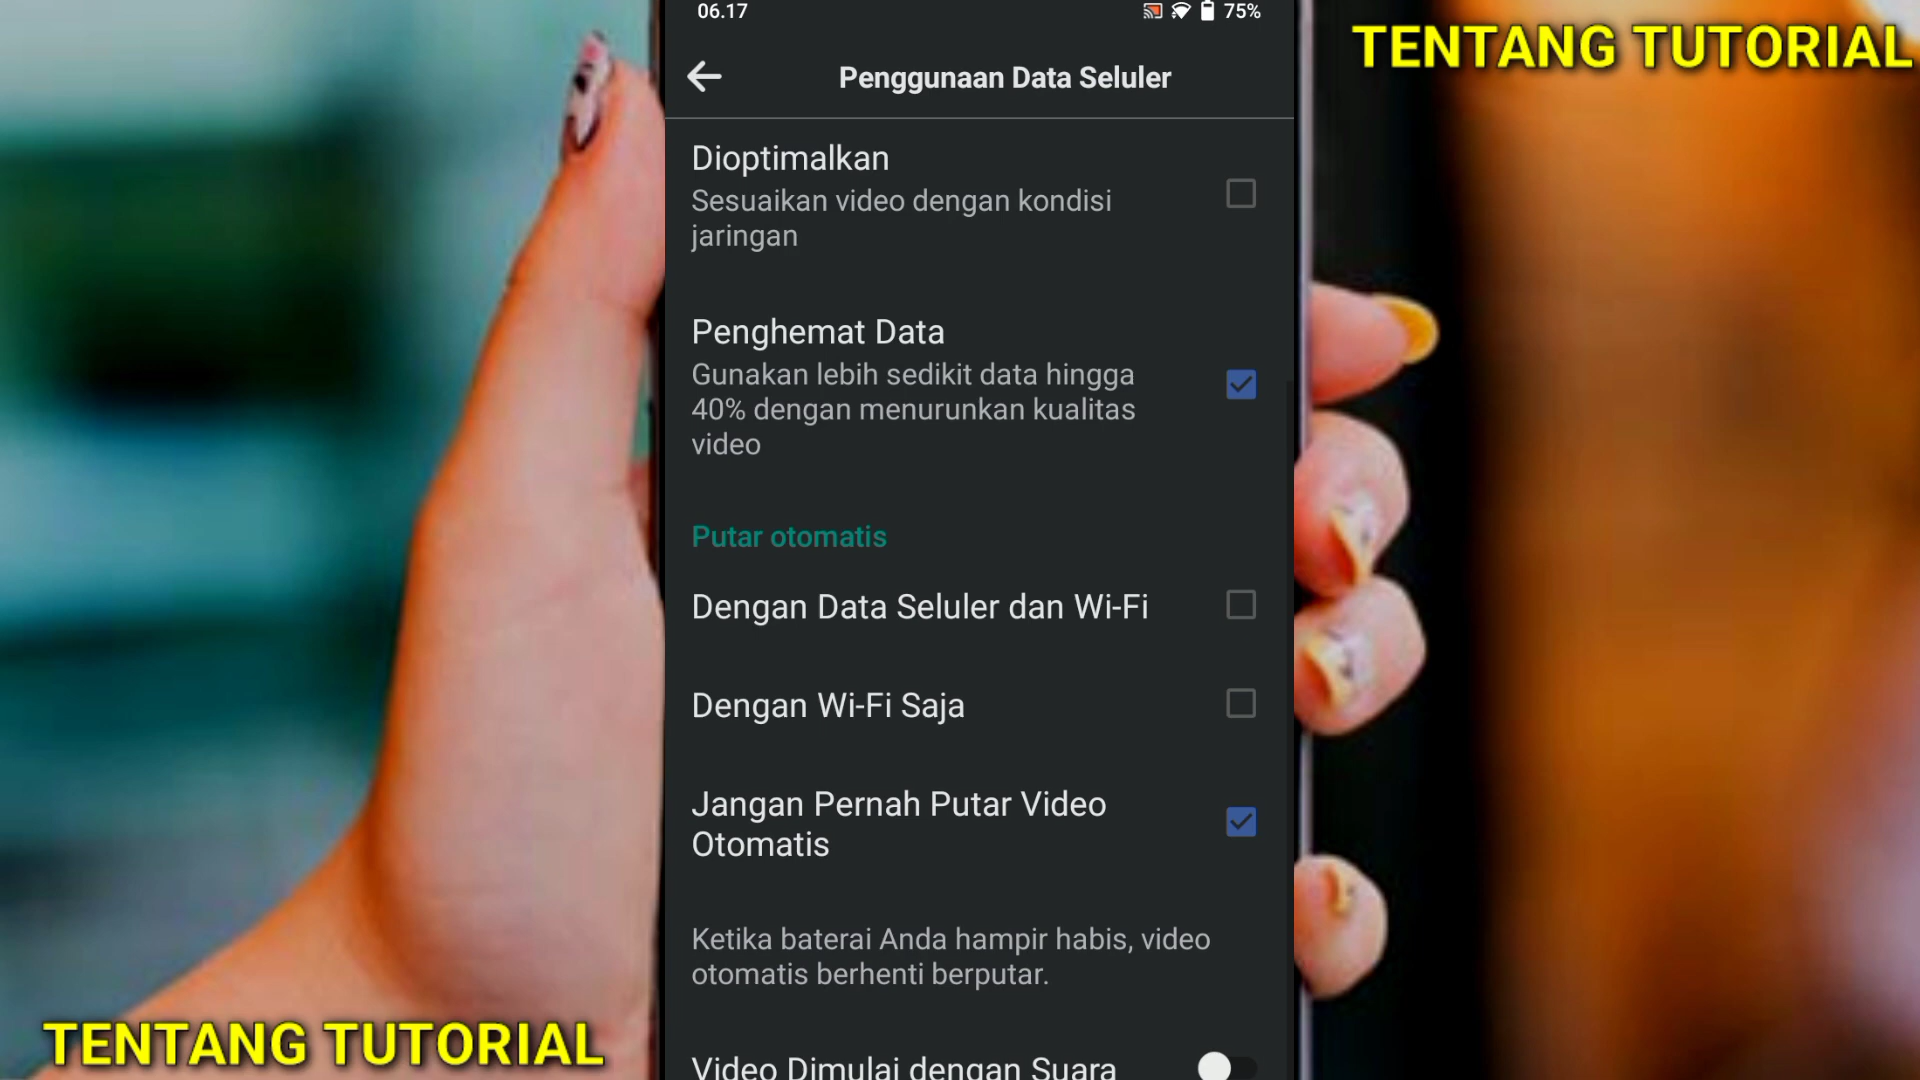 06.17
75%
TENTANG TUTORIAL
Penggunaan Data Seluler
Dioptimalkan
Sesuaikan video dengan kondisi
jaringan
Penghemat Data
Gunakan lebih sedikit data hingga
40% dengan menurunkan kualitas
video
Putar otomatis
Dengan Data Seluler dan Wi-Fi
Dengan Wi-Fi Saja
Jangan Pernah Putar Video
Otomatis
Ketika baterai Anda hampir habis, video
otomatis berhenti berputar.
Video Dimulai dengan Suara
TENTANG TUTORIAL